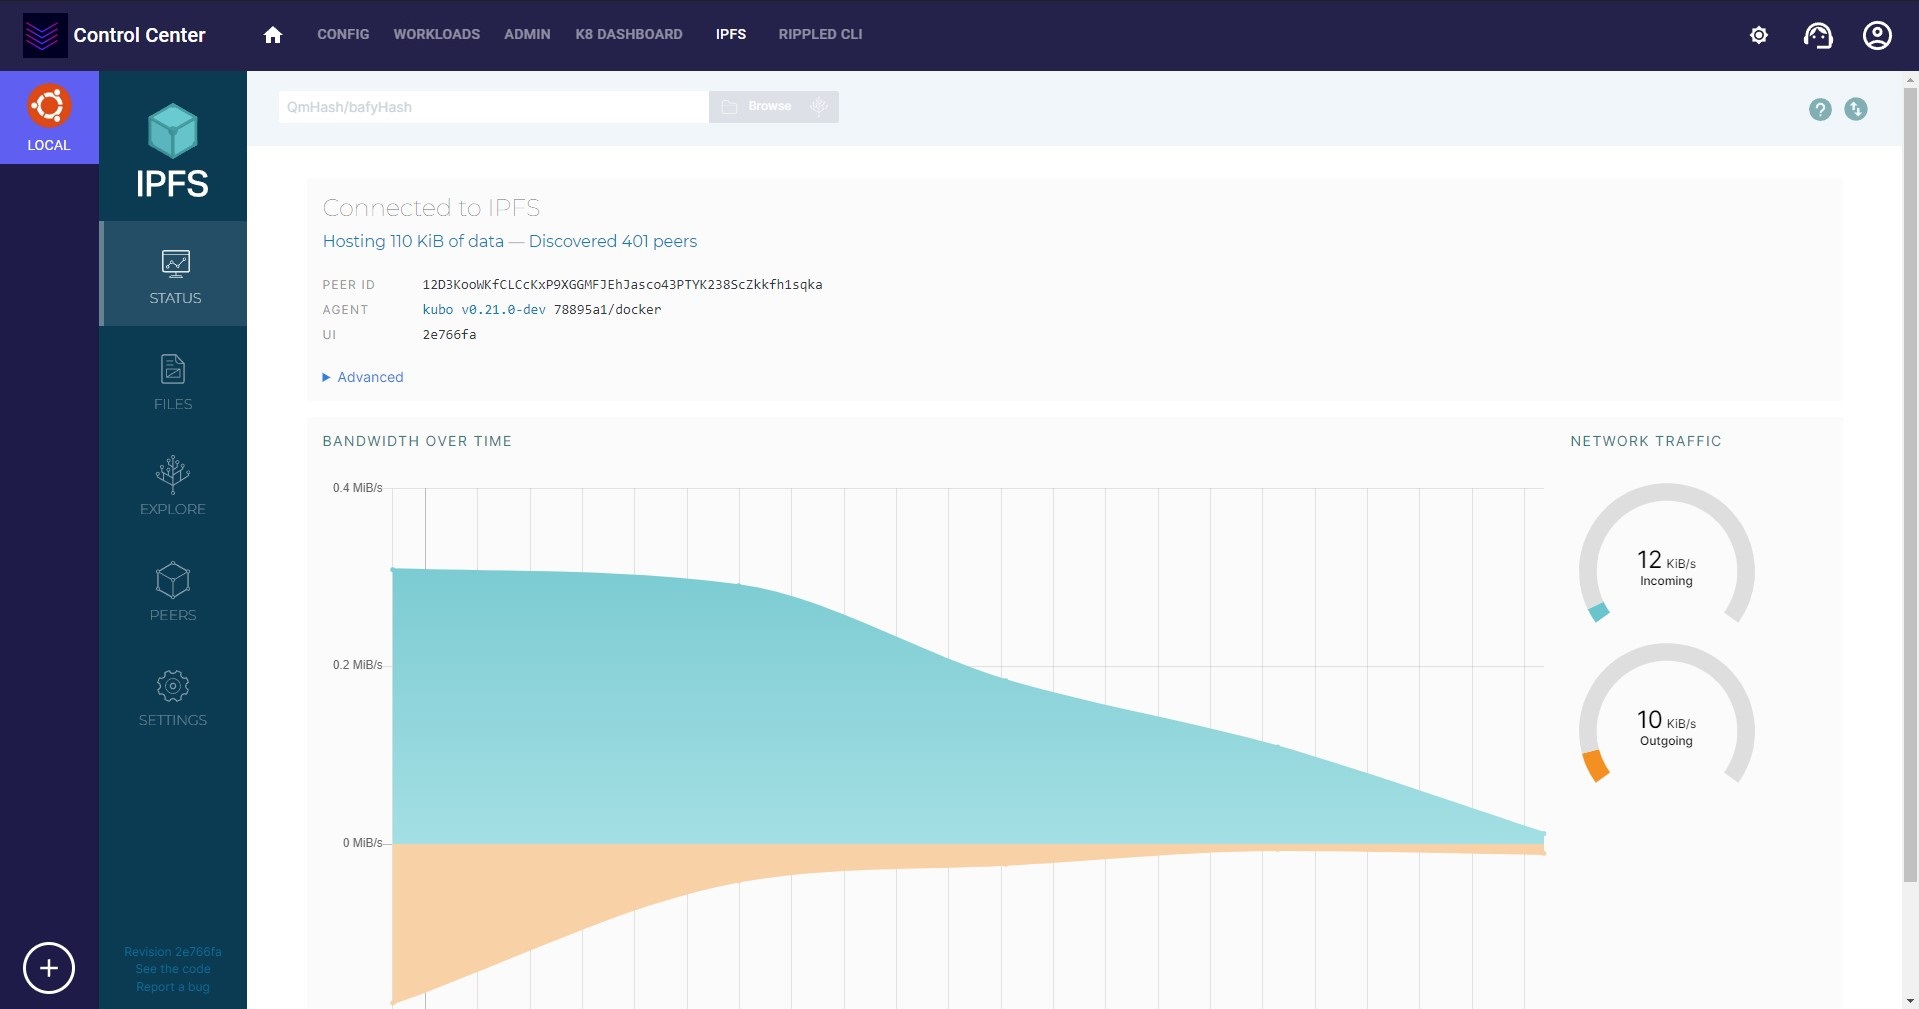 Control Center
CONFIG WORKLOADS ADMIN K8 DASHBOARD IPFS RIPPLED CLI
LOCAL
IPFS
STATUS
FILES
EXPLORE
PEERS
SETTINGS
Revision 2e766fa
See the code
Report a bug
QmHash/bafyHash Browse
Connected to IPFS
Hosting 110 KiB of data — Discovered 401 peers
PEER ID 12D3KooWKfCLCcKxP9XGGMFJEhJasco43PTYK238ScZkkfh1sqka
AGENT kubo v0.21.0-dev 78895a1/docker
UI 2e766fa
Advanced
BANDWIDTH OVER TIME
0.4 MiB/s
0.2 MiB/s
0 MiB/s
NETWORK TRAFFIC
12 KiB/s
Incoming
10 KiB/s
Outgoing